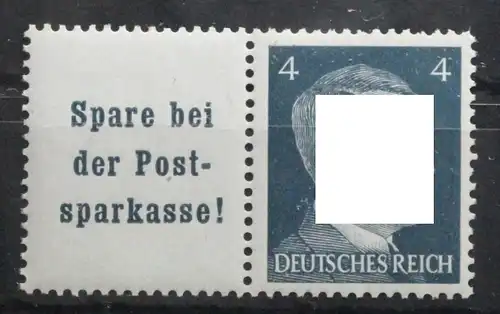 Spare bei
der Post-
sparkasse!
4 4
DEUTSCHES REICH